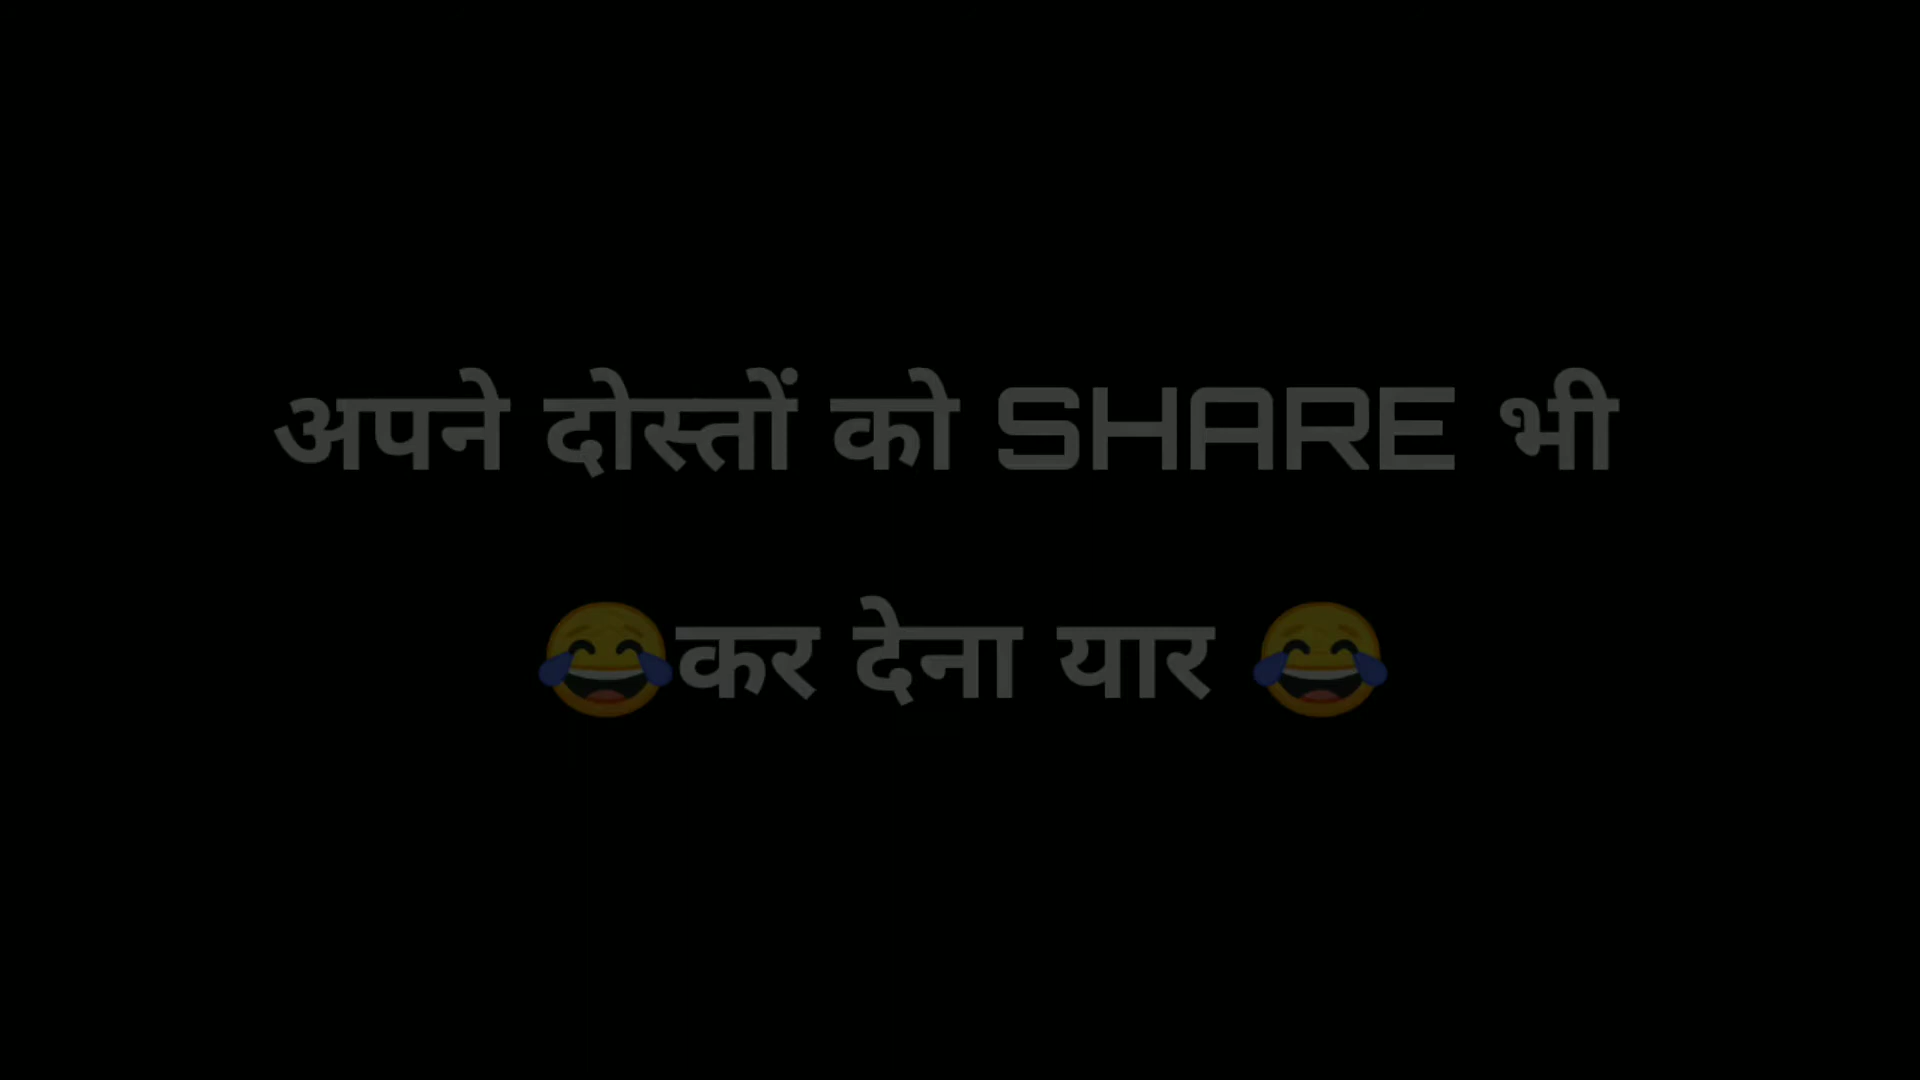 अपने दोस्तों को SHARE भी
😂कर देना यार 😂